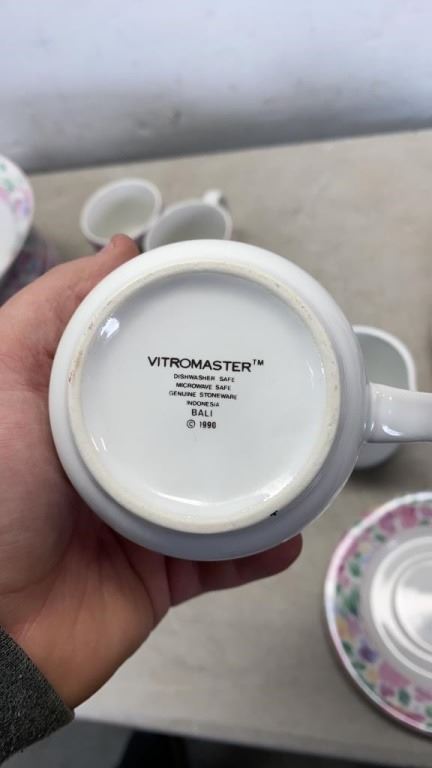 VITROMASTER™
DISHWASHER SAFE
MICROWAVE SAFE
GENUINE STONEWARE
INDONESIA
BALI
© 1990